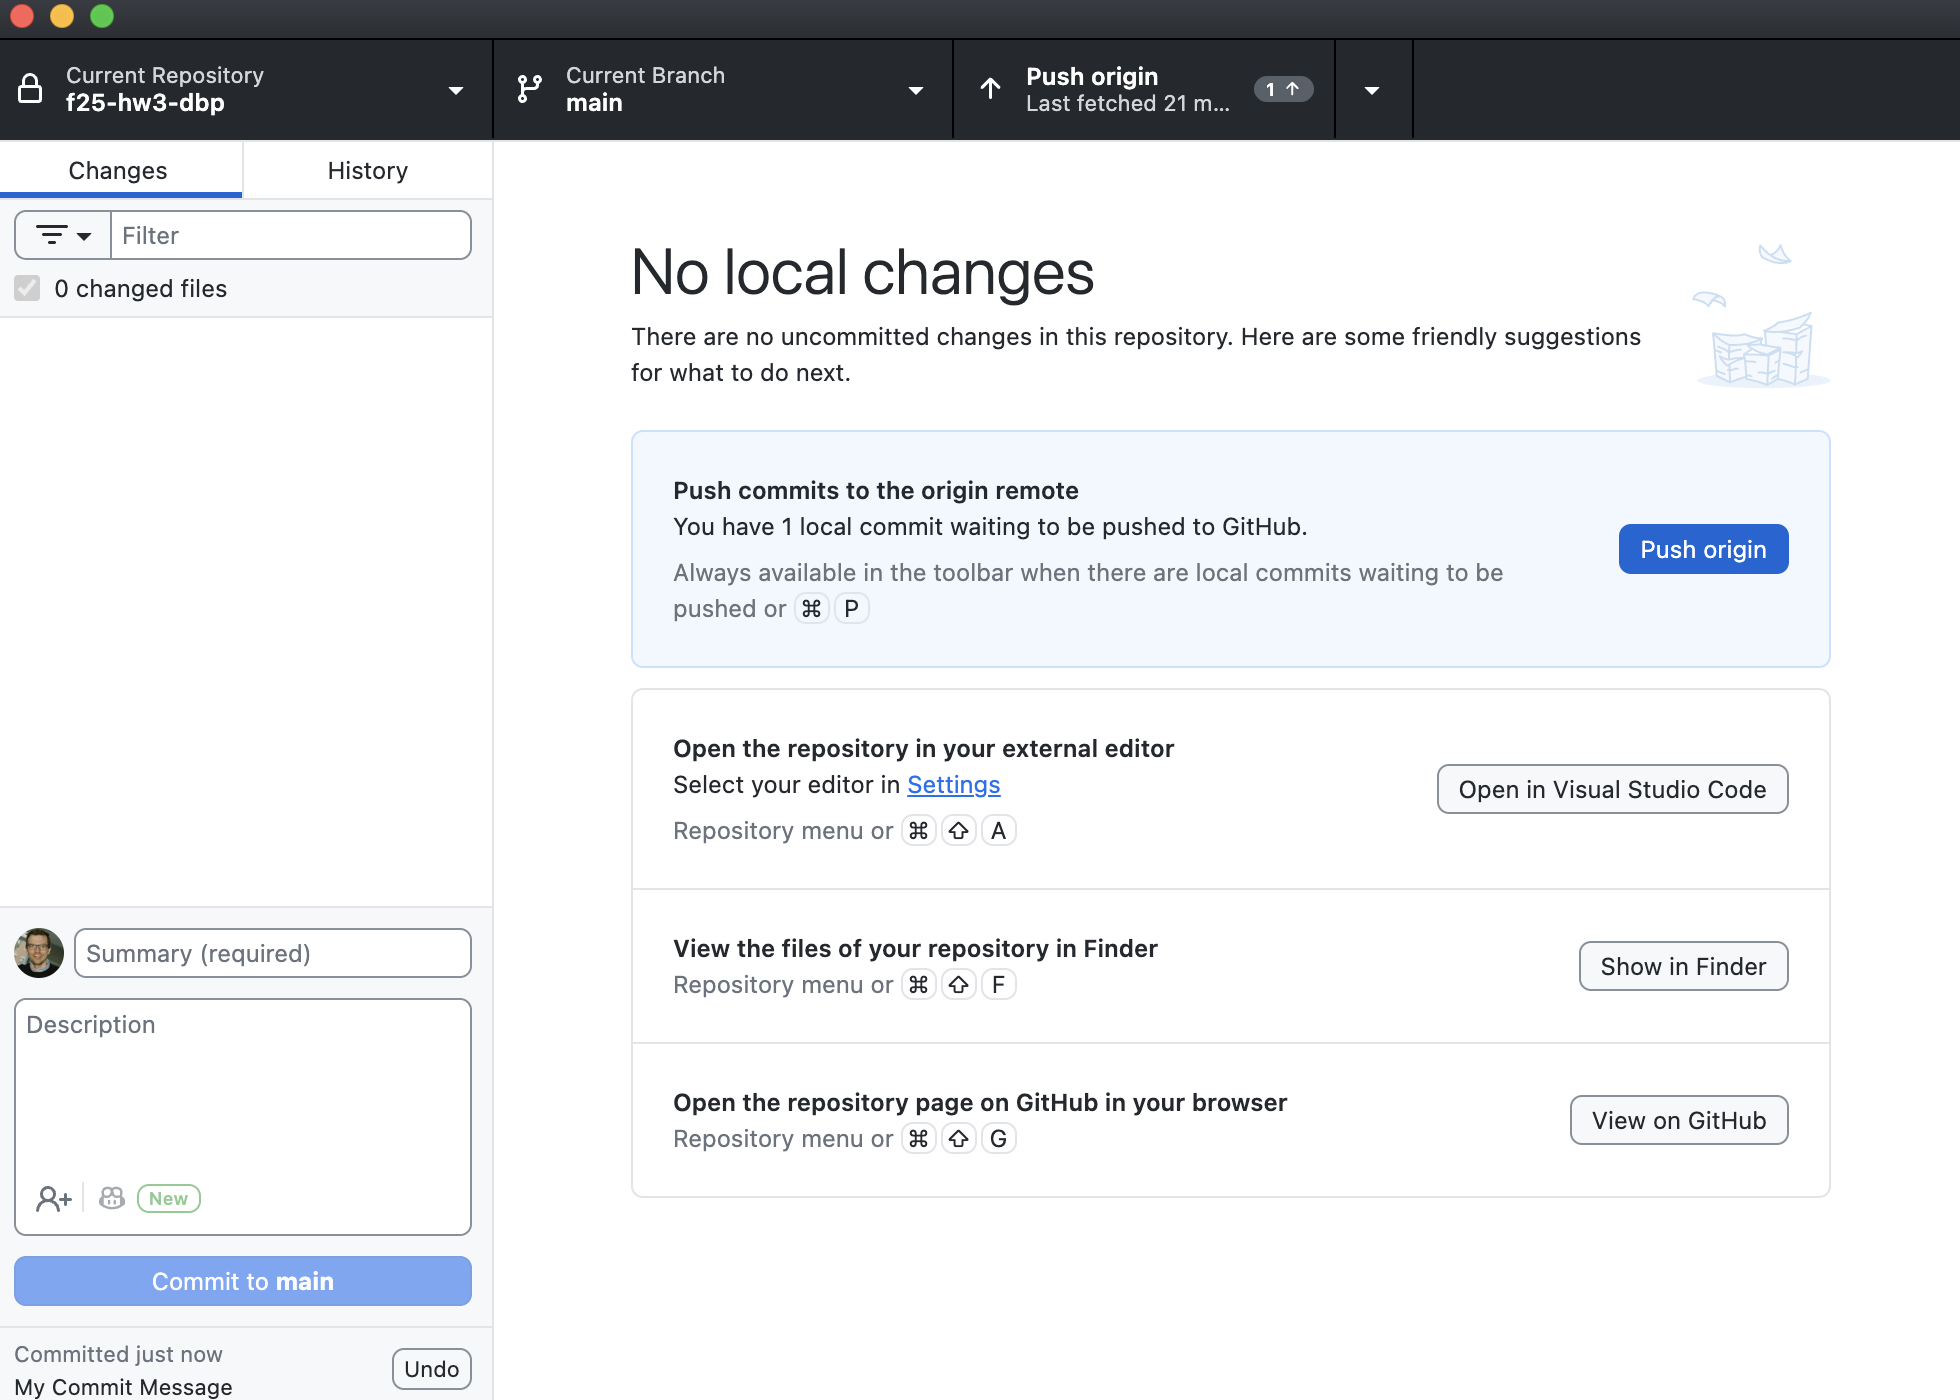 Current Repository
f25-hw3-dbp
Current Branch
main
Push origin
Last fetched 21 m...
1
Changes
History
Filter
0 changed files
No local changes
There are no uncommitted changes in this repository. Here are some friendly suggestions
for what to do next.
Push commits to the origin remote
You have 1 local commit waiting to be pushed to GitHub.
Always available in the toolbar when there are local commits waiting to be
pushed or ⌘ P
Push origin
Open the repository in your external editor
Select your editor in Settings
Repository menu or ⌘ ⇧ A
Open in Visual Studio Code
View the files of your repository in Finder
Repository menu or ⌘ ⇧ F
Show in Finder
Open the repository page on GitHub in your browser
Repository menu or ⌘ ⇧ G
View on GitHub
Summary (required)
Description
New
Commit to main
Committed just now
My Commit Message
Undo